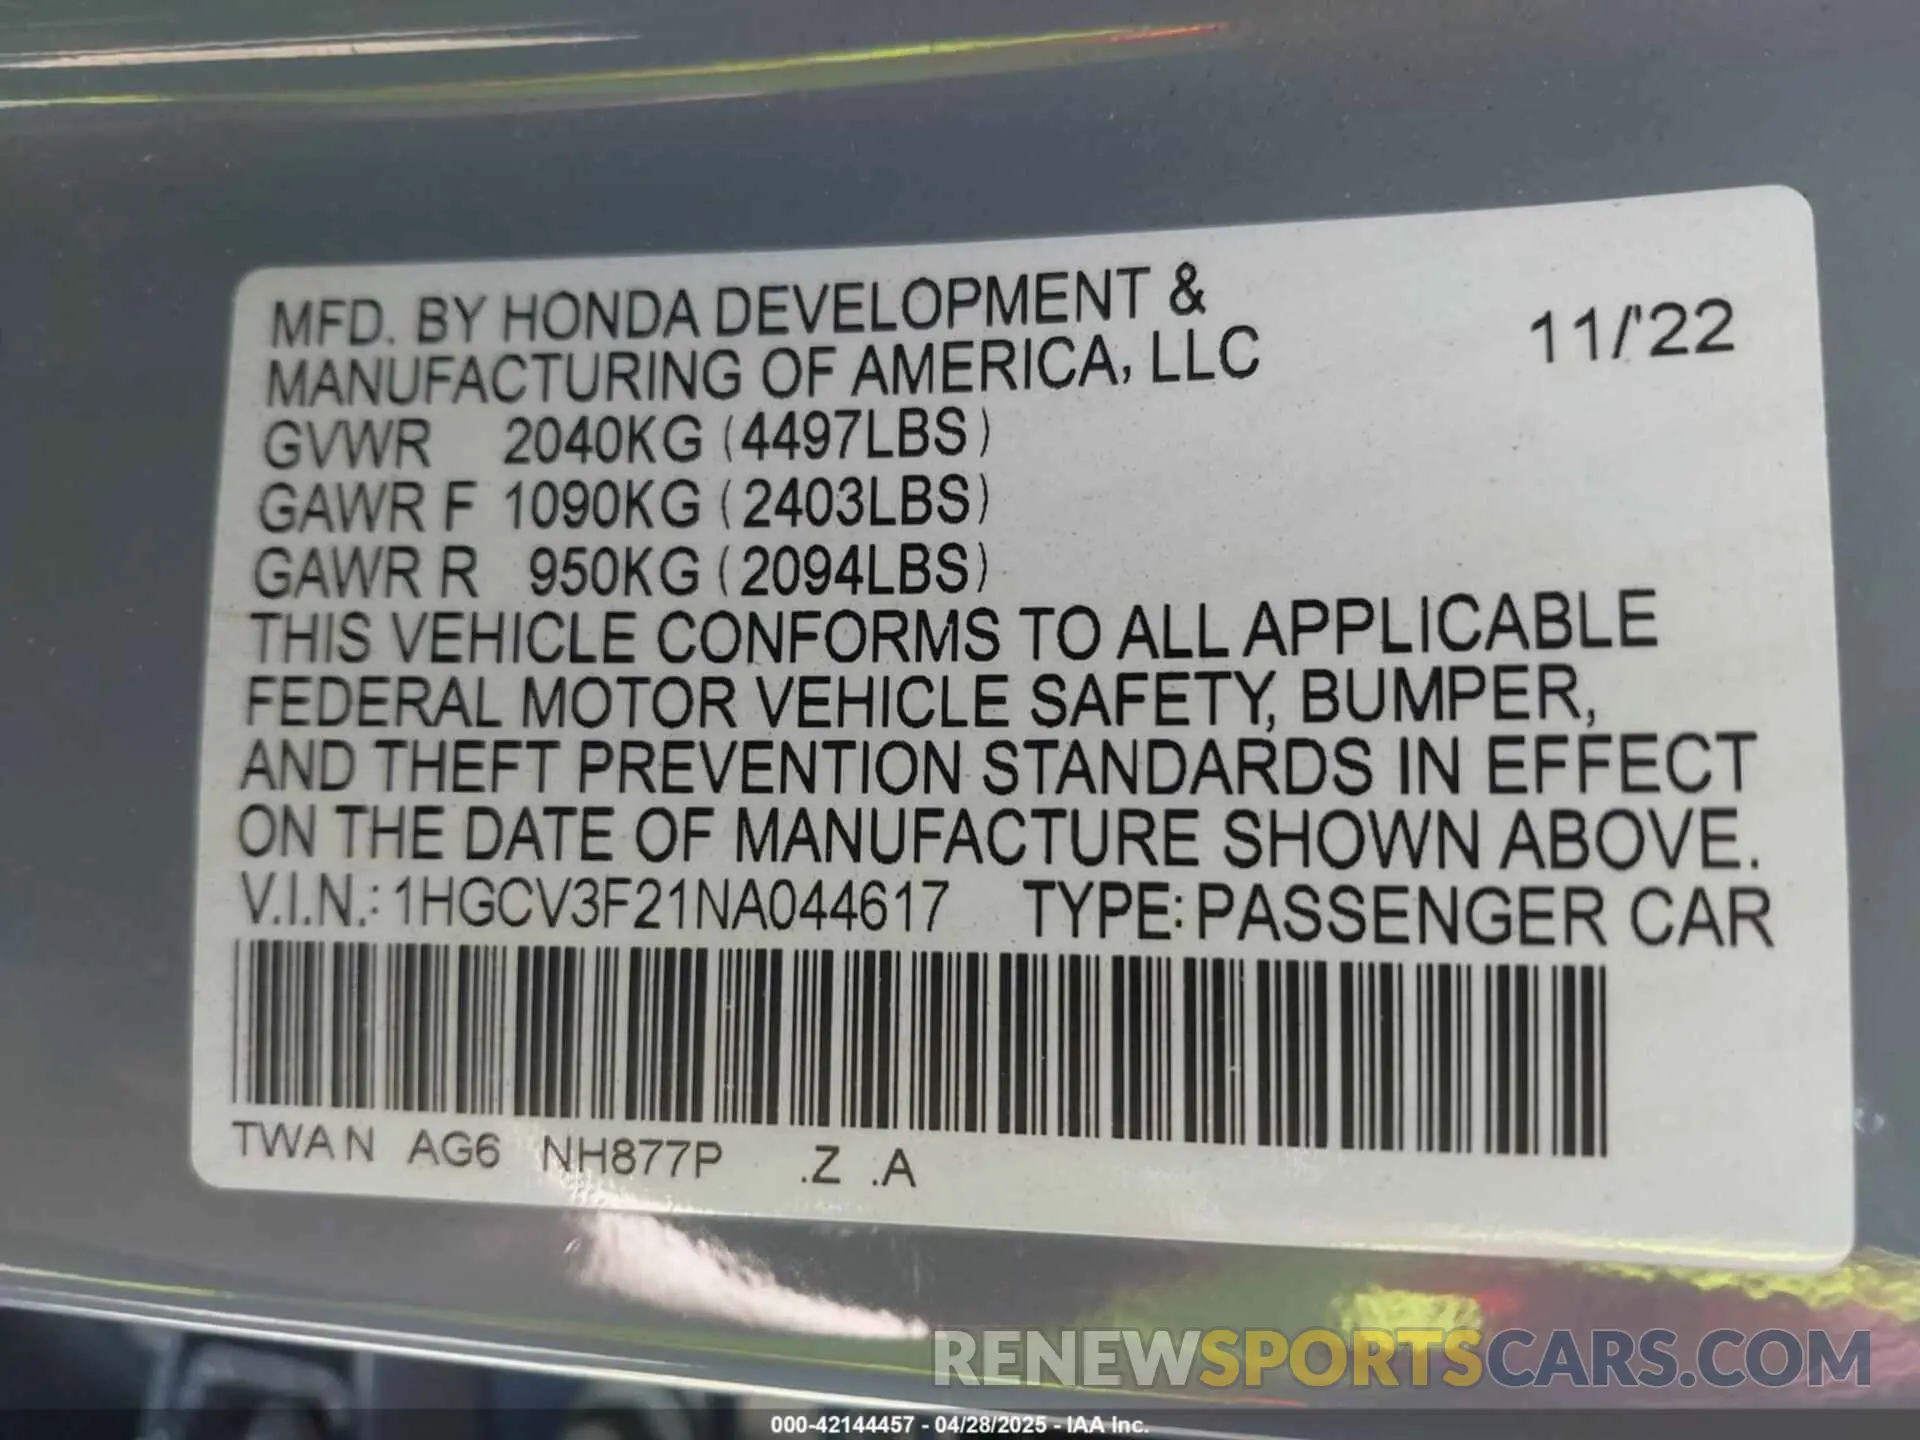 MFD. BY HONDA DEVELOPMENT &
MANUFACTURING OF AMERICA, LLC
11/'22
GVWR 2040KG (4497LBS)
GAWR F 1090KG (2403LBS)
GAWR R 950KG (2094LBS)
THIS VEHICLE CONFORMS TO ALL APPLICABLE
FEDERAL MOTOR VEHICLE SAFETY, BUMPER,
AND THEFT PREVENTION STANDARDS IN EFFECT
ON THE DATE OF MANUFACTURE SHOWN ABOVE.
V.I.N.: 1HGCV3F21NA044617 TYPE: PASSENGER CAR
TWAN AG6 NH877P .Z .A
RENEWSPORTSCARS.COM
000-42144457 - 04/28/2025 - IAA Inc.